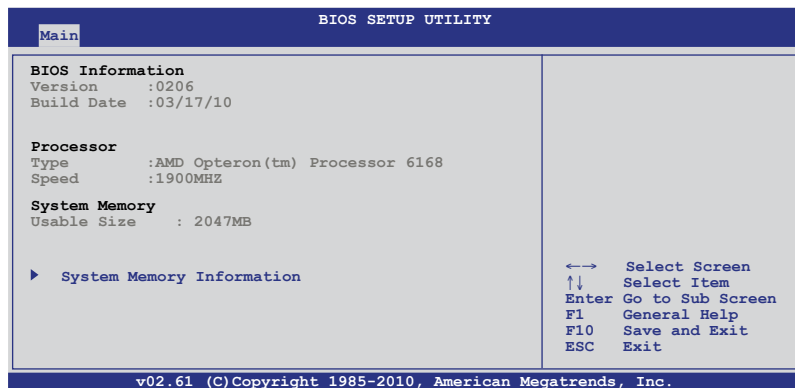 BIOS SETUP UTILITY
Main
BIOS Information
Version :0206
Build Date :03/17/10
Processor
Type :AMD Opteron(tm) Processor 6168
Speed :1900MHZ
System Memory
Usable Size : 2047MB
System Memory Information
←→ Select Screen
↑↓ Select Item
Enter Go to Sub Screen
F1 General Help
F10 Save and Exit
ESC Exit
v02.61 (C)Copyright 1985-2010, American Megatrends, Inc.